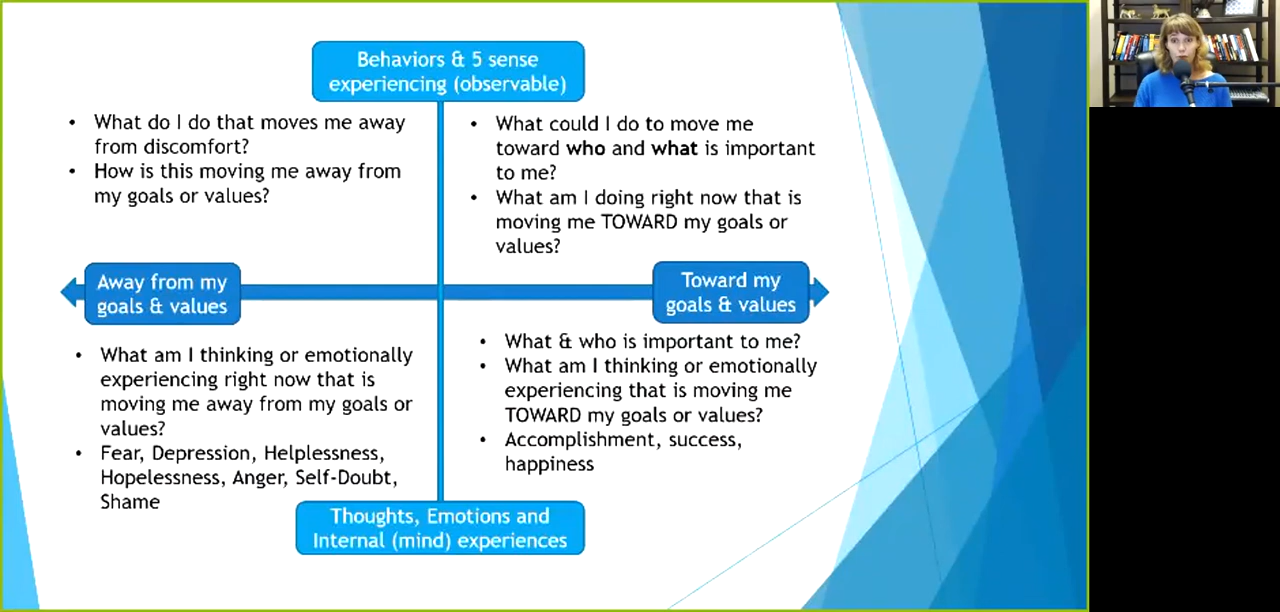 Behaviors & 5 sense
experiencing (observable)
• What do I do that moves me away
from discomfort?
• How is this moving me away from
my goals or values?
• What could I do to move me
toward who and what is important
to me?
• What am I doing right now that is
moving me TOWARD my goals or
values?
Away from my
goals & values
Toward my
goals & values
• What am I thinking or emotionally
experiencing right now that is
moving me away from my goals or
values?
• Fear, Depression, Helplessness,
Hopelessness, Anger, Self-Doubt,
Shame
• What & who is important to me?
• What am I thinking or emotionally
experiencing that is moving me
TOWARD my goals or values?
• Accomplishment, success,
happiness
Thoughts, Emotions and
Internal (mind) experiences